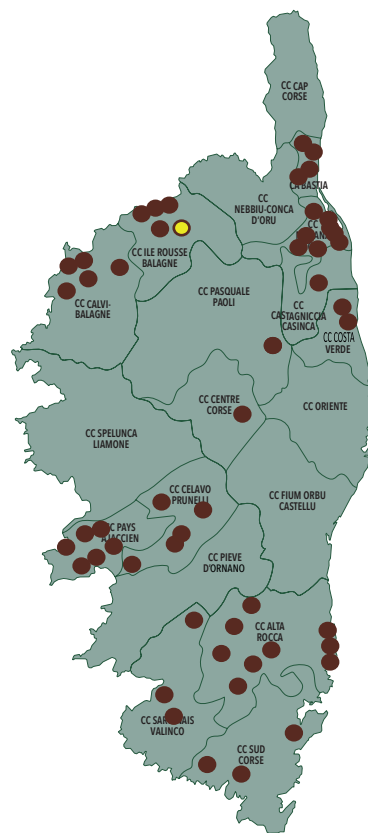 CC CAP
CORSE
BASTIA
CC
NEBBIU-CONCA
D'ORU
CC
CC ILE ROUSSE
BALAGNE
CC PASQUALE
PAOLI
CC CALVI-
BALAGNE
CC
CASTAGNICCIA
CASINCA
CC COSTA
VERDE
CC CENTRE
CORSE
CC ORIENTE
CC SPELUNCA
LIAMONE
CC CELAVO
PRUNELLI
CC FIUM ORBU
CASTELLU
CC PAYS
AJACCIEN
CC PIEVE
D'ORNANO
CC ALTA
ROCCA
CC
VALINCO
CC SUD
CORSE